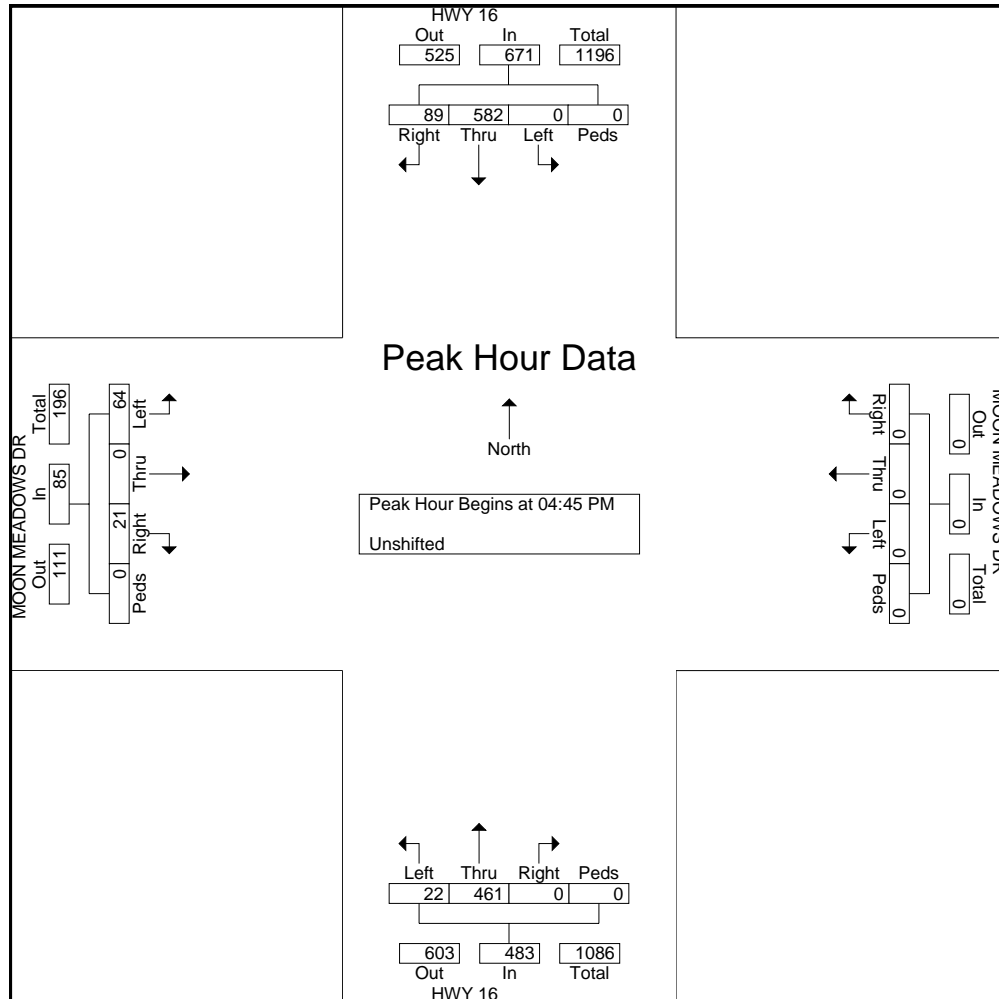 HWY 16
Out In Total
525 671 1196
89 582 0 0
Right Thru Left Peds
Peak Hour Data
North
Peak Hour Begins at 04:45 PM
Unshifted
MOON MEADOWS DR
Out In Total
111 85 196
64 0 21 0
Left Thru Right Peds
Right Thru Left Peds
0 0 0 0
Out In Total
0 0 0
MOON MEADOWS DR
Left Thru Right Peds
22 461 0 0
603 483 1086
Out In Total
HWY 16